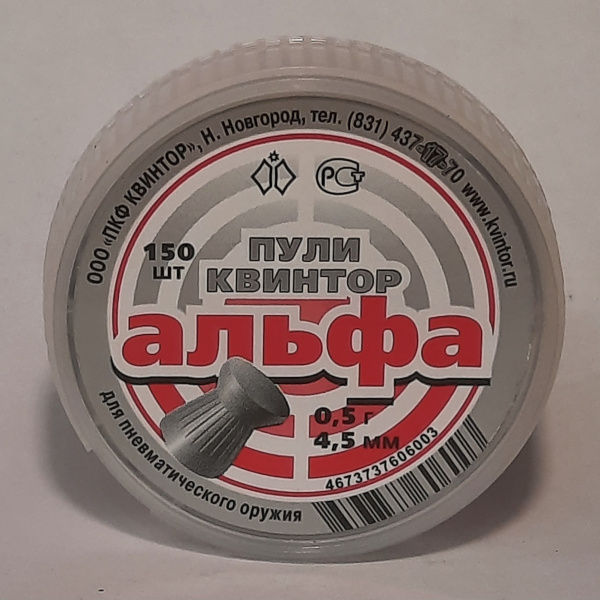 ООО «ПКФ КВИНТОР», Н. Новгород, тел. (831) 437-17-70 www.kvintor.ru
РСТ
150
ШТ
ПУЛИ
КВИНТОР
альфа
0,5 г
4,5 мм
4673737606003
для пневматического оружия